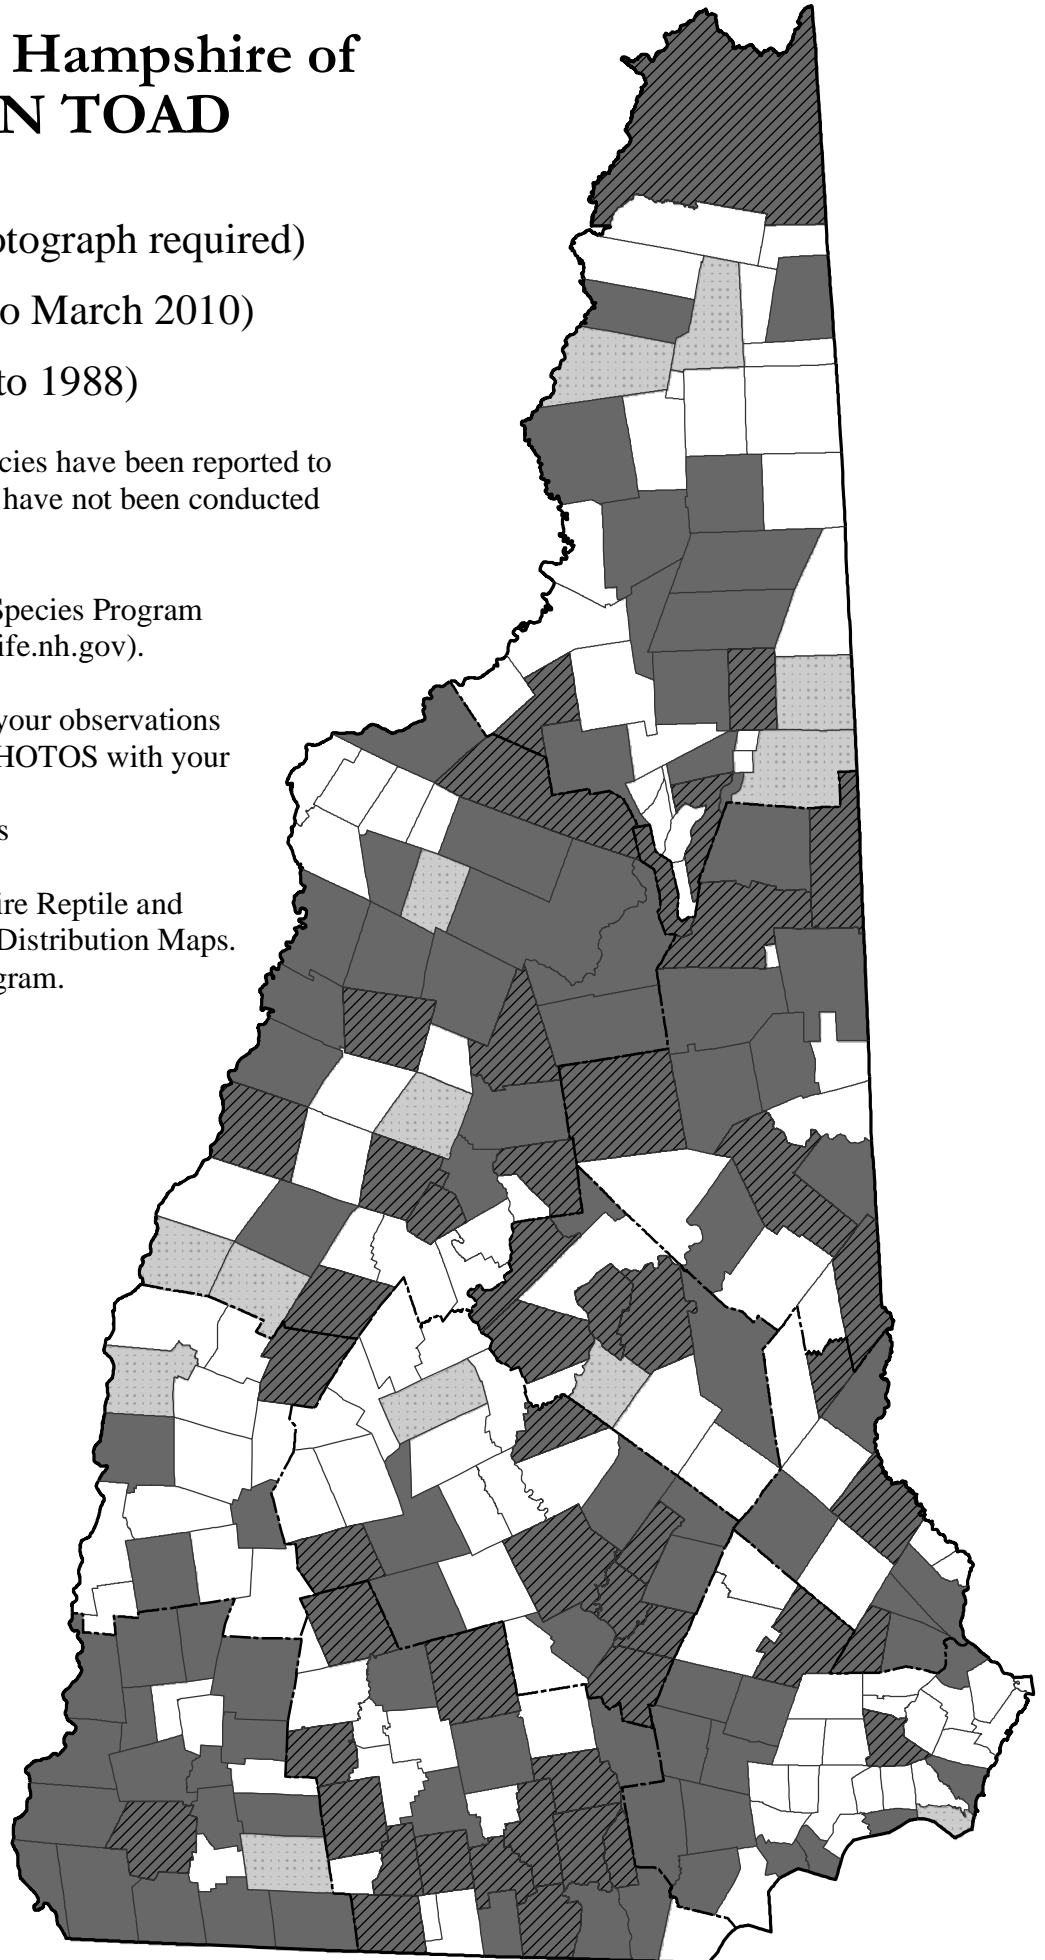 Hampshire of
N TOAD
otograph required)
o March 2010)
to 1988)
cies have been reported to
have not been conducted
Species Program
ife.nh.gov).
your observations
HOTOS with your
s
ire Reptile and
Distribution Maps.
gram.